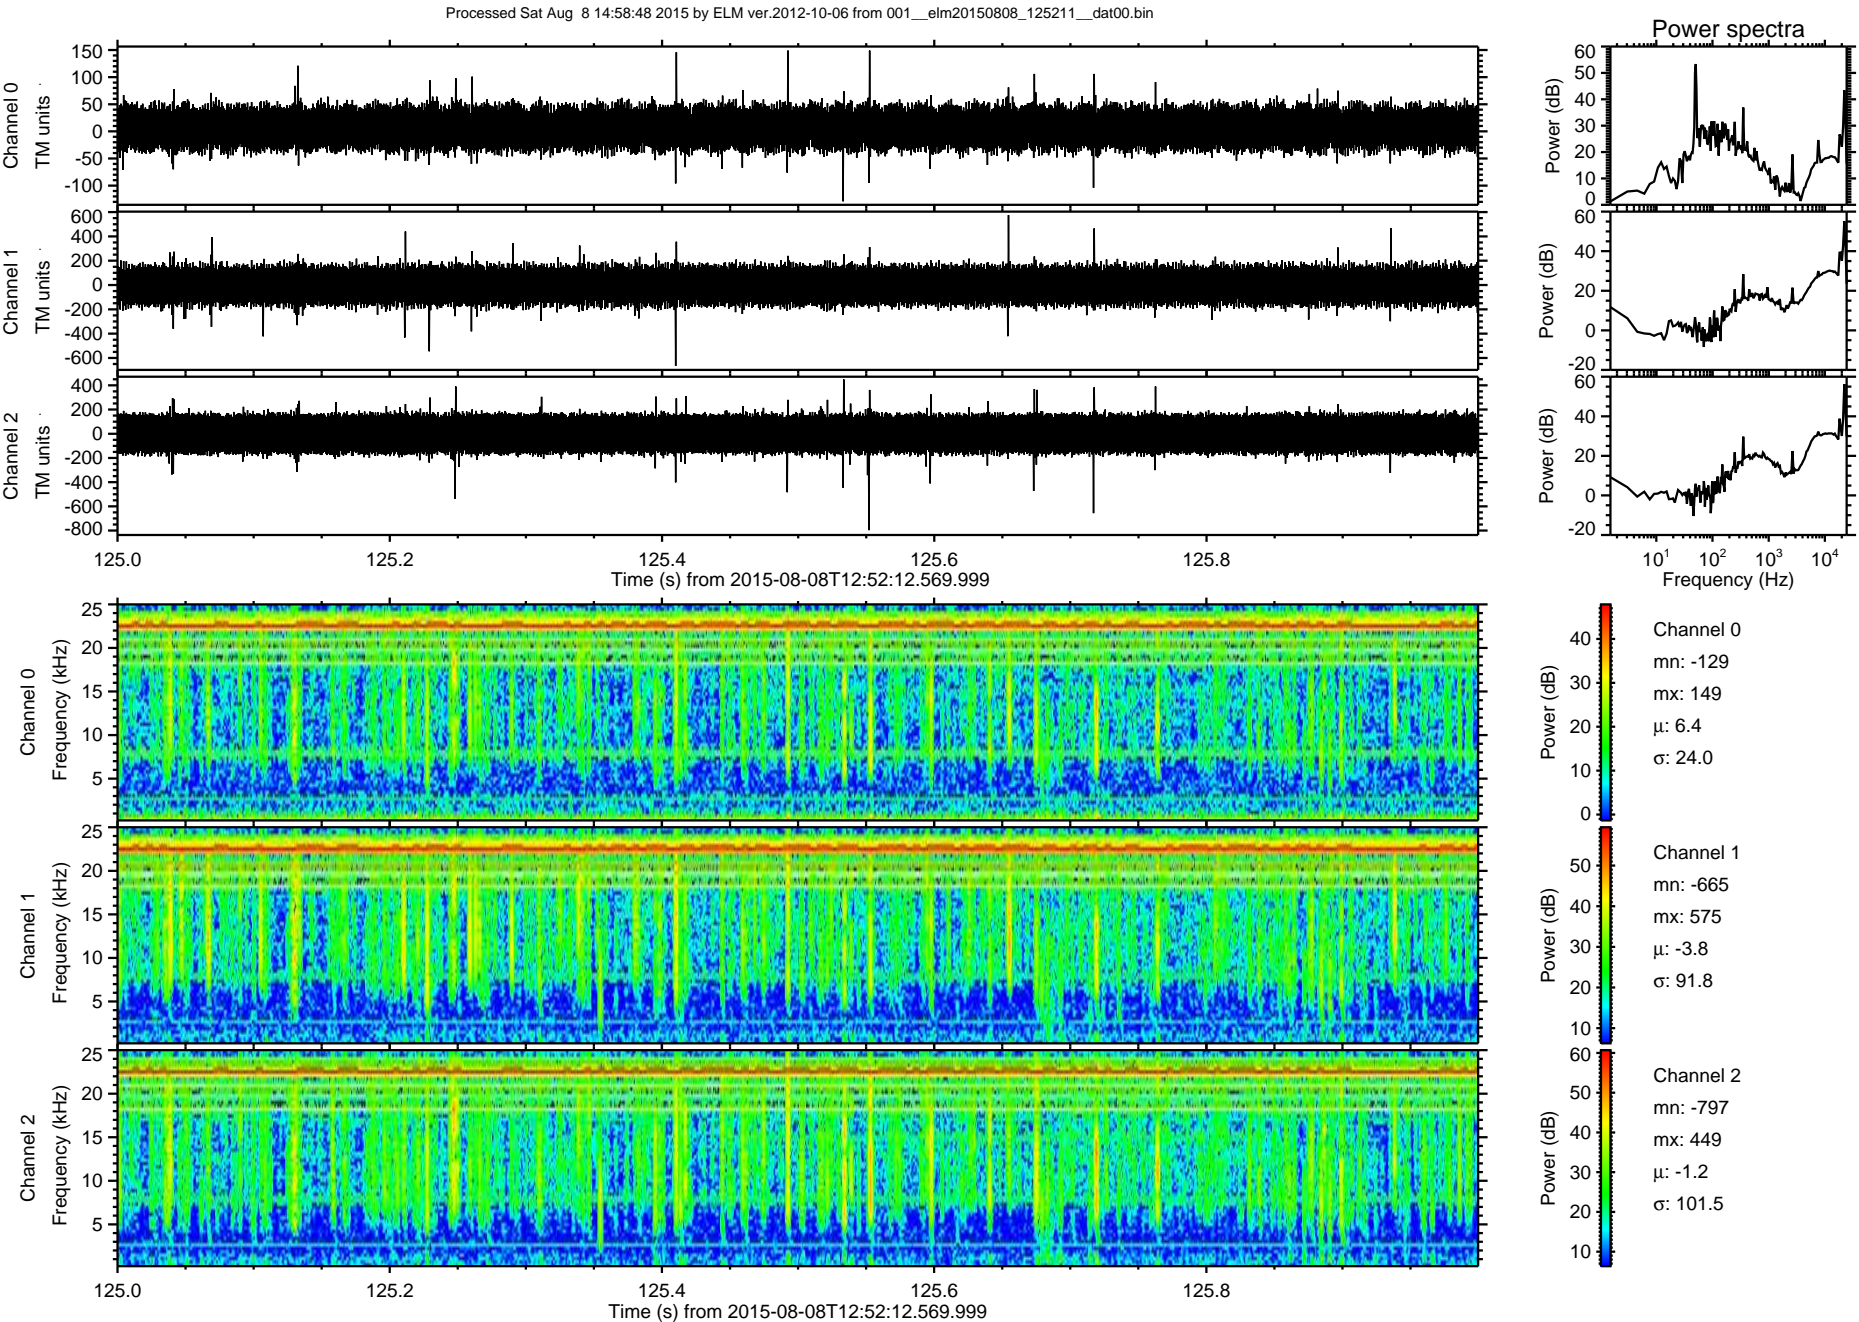 Processed Sat Aug  8 14:58:48 2015 by ELM ver.2012-10-06 from 001__elm20150808_125211__dat00.bin
Power spectra
Channel 0
TM units
150
100
50
0
-50
-100
Power (dB)
60
50
40
30
20
10
0
Channel 1
TM units
600
400
200
0
-200
-400
-600
Power (dB)
60
40
20
0
-20
Channel 2
TM units
400
200
0
-200
-400
-600
-800
Power (dB)
60
40
20
0
-20
125.0 125.2 125.4 125.6 125.8
Time (s) from 2015-08-08T12:52:12.569.999
10¹ 10² 10³ 10⁴
Frequency (Hz)
Channel 0
Frequency (kHz)
25
20
15
10
5
Power (dB)
40
30
20
10
0
Channel 0
mn: -129
mx: 149
μ: 6.4
σ: 24.0
Channel 1
Frequency (kHz)
25
20
15
10
5
Power (dB)
50
40
30
20
10
Channel 1
mn: -665
mx: 575
μ: -3.8
σ: 91.8
Channel 2
Frequency (kHz)
25
20
15
10
5
Power (dB)
60
50
40
30
20
10
Channel 2
mn: -797
mx: 449
μ: -1.2
σ: 101.5
125.0 125.2 125.4 125.6 125.8
Time (s) from 2015-08-08T12:52:12.569.999